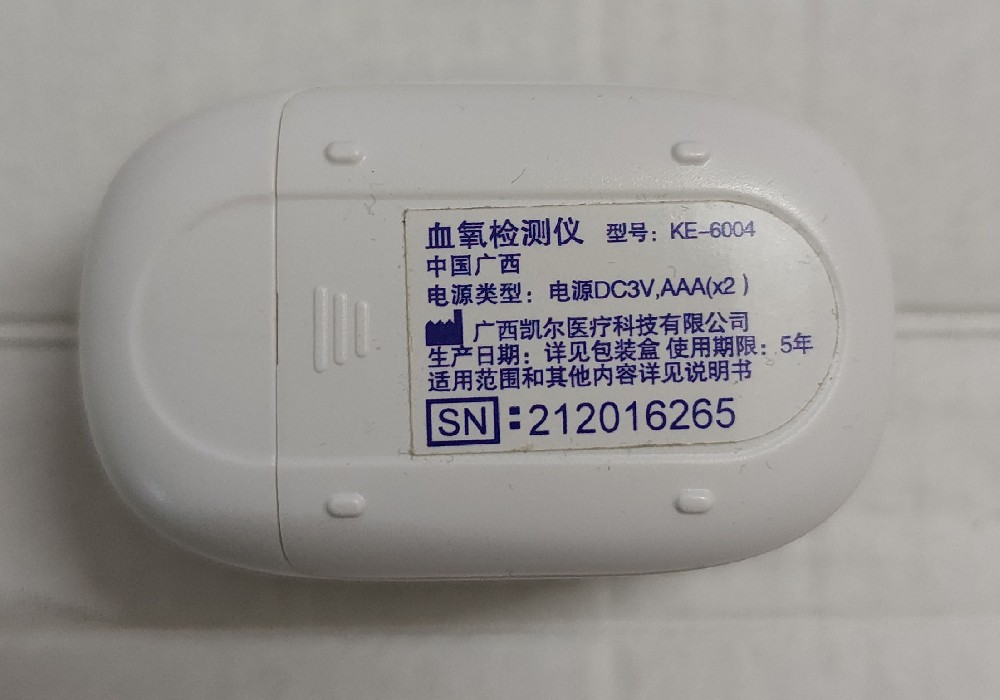 血氧检测仪 型号：KE-6004
中国广西
电源类型：电源DC3V,AAA(x2 )
广西凯尔医疗科技有限公司
生产日期：详见包装盒 使用期限：5年
适用范围和其他内容详见说明书
SN:212016265